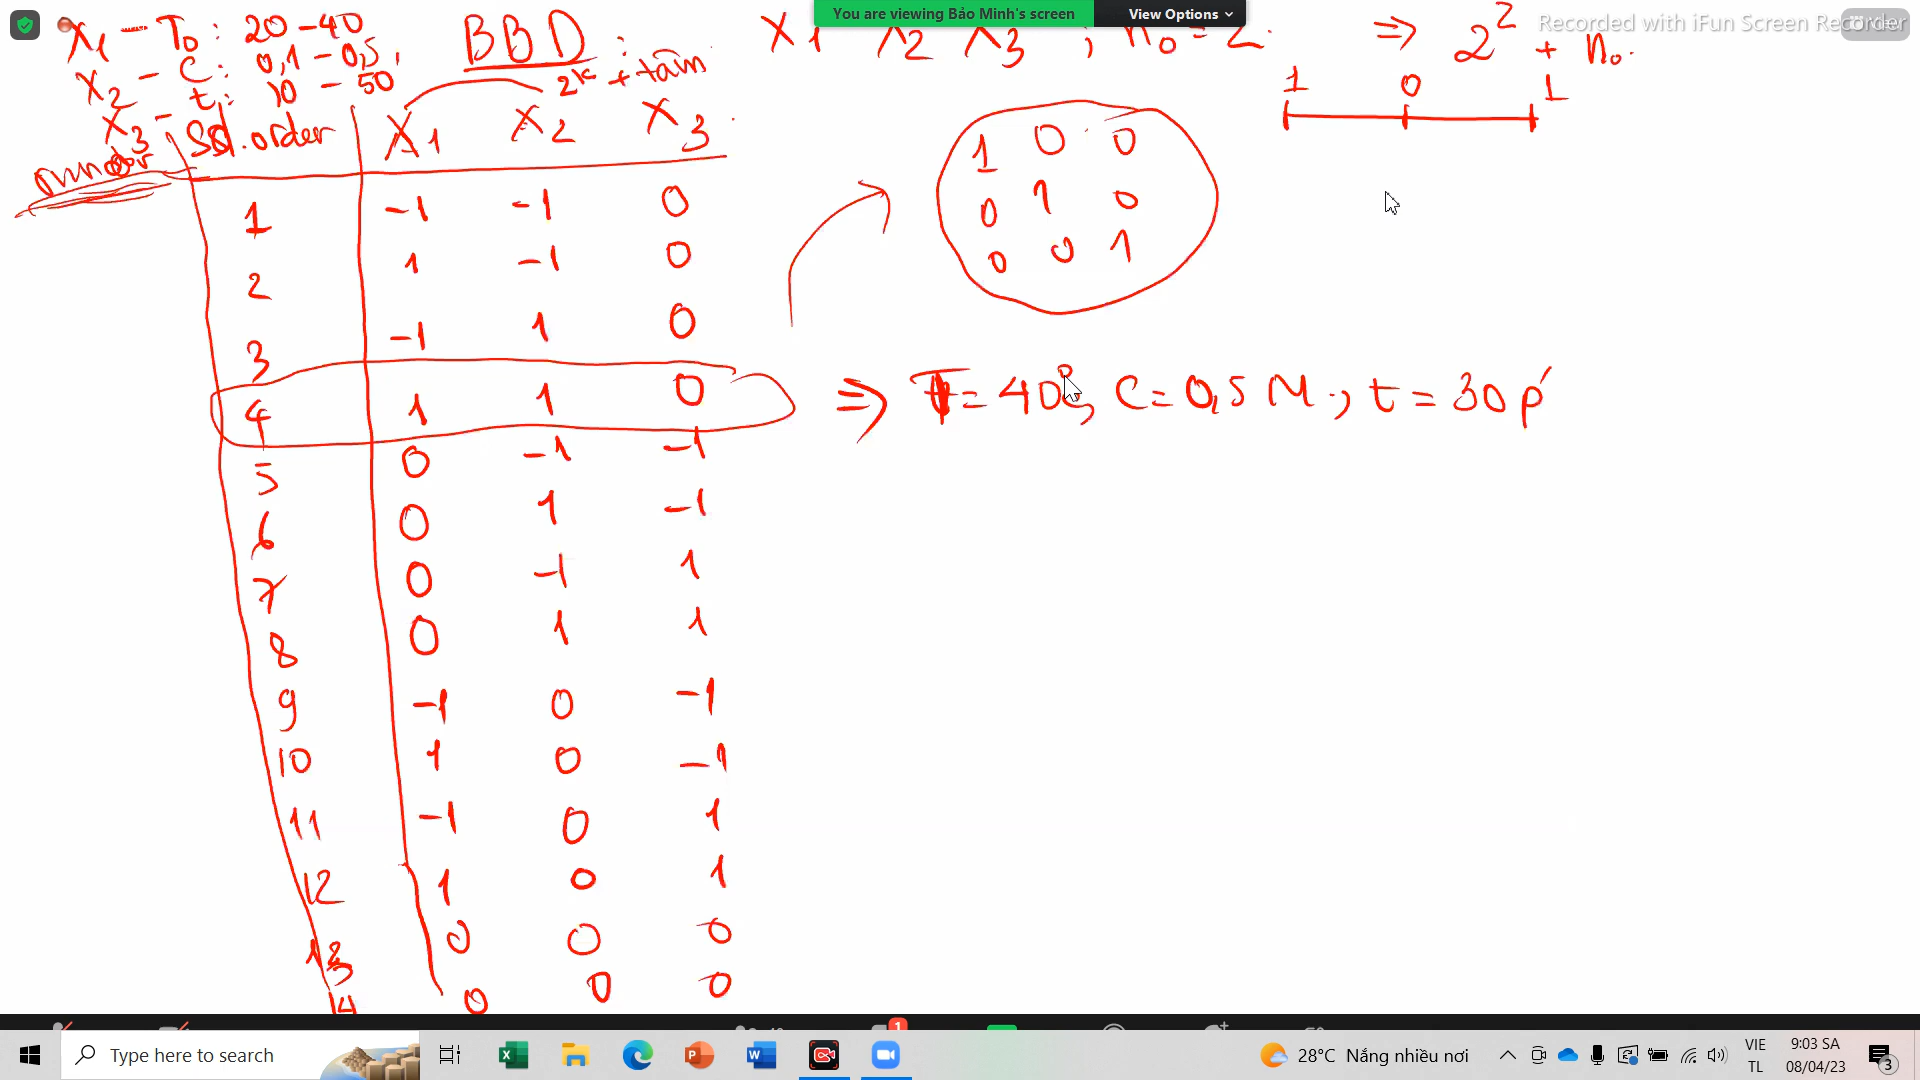 You are viewing Bảo Minh's screen View Options
Recorded with iFun Screen Recorder
X1 — T0: 20-40
X2 — C: 0,1 - 0,5,
X3 — t: 10 - 50
BBD:
2^k + tâm
X1 X2 X3 ; n0 = 2. ⇒ 2^2 + n0.
1 0 1
Std.order X1 X2 X3
1 -1 -1 0
2 1 -1 0
3 -1 1 0
4 1 1 0
5 0 -1 -1
6 0 1 -1
7 0 -1 1
8 0 1 1
9 -1 0 -1
10 1 0 -1
11 -1 0 1
12 1 0 1
13 0 0 0
14 0 0 0
1 0 0
0 1 0
0 0 1
⇒ T = 40°C, C = 0,5 M ; t = 30 p'
1
Type here to search
28°C Nắng nhiều nơi
VIE
TL
9:03 SA
08/04/23
3